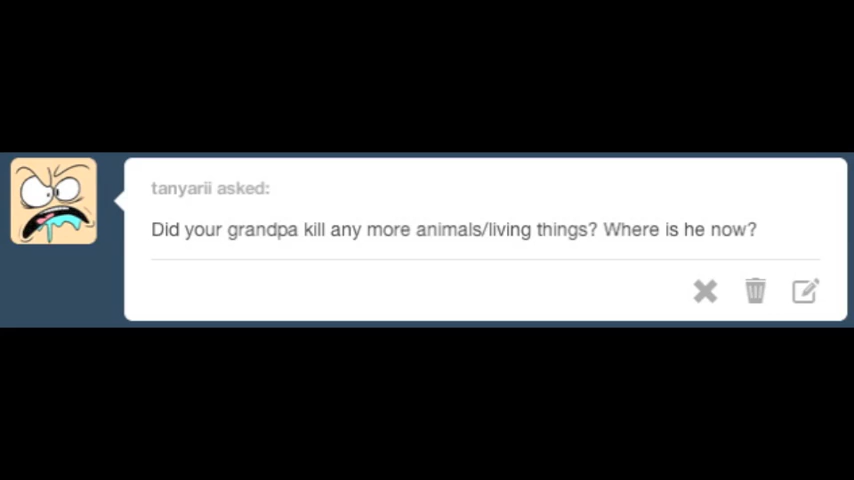 tanyarii asked:
Did your grandpa kill any more animals/living things? Where is he now?